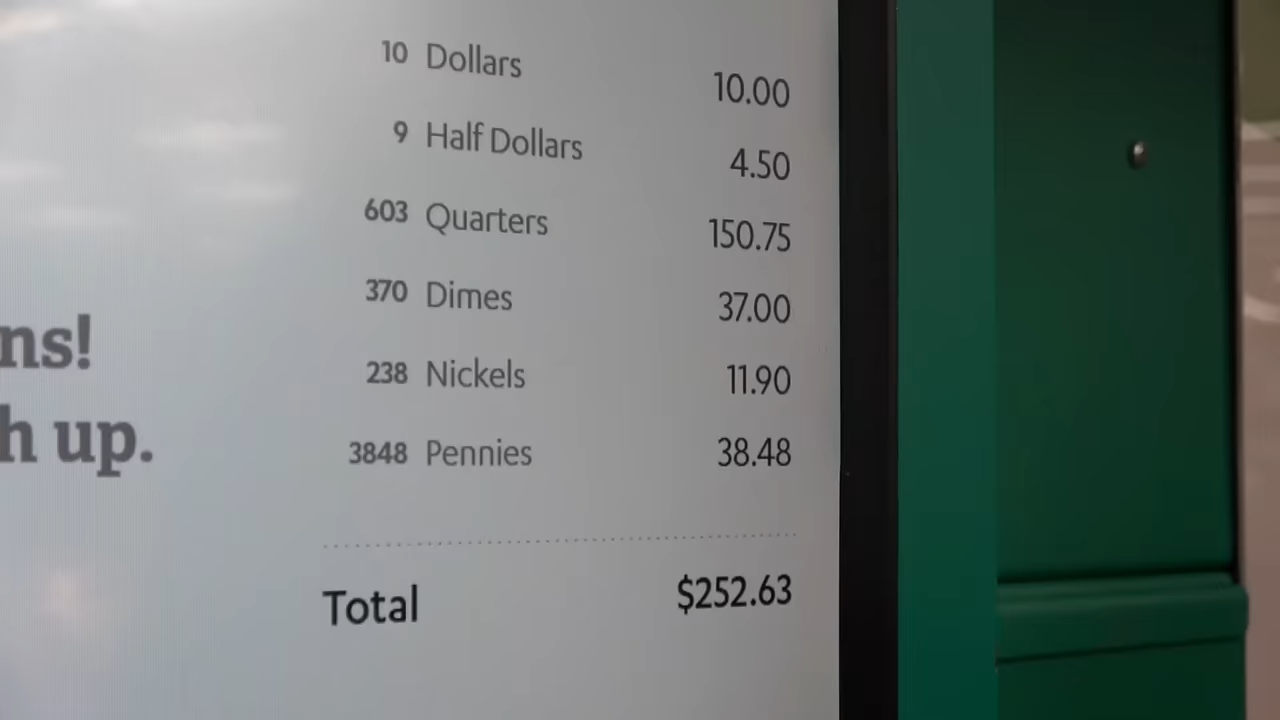 10 Dollars 10.00
9 Half Dollars 4.50
603 Quarters 150.75
370 Dimes 37.00
238 Nickels 11.90
3848 Pennies 38.48
Total $252.63
ns!
h up.